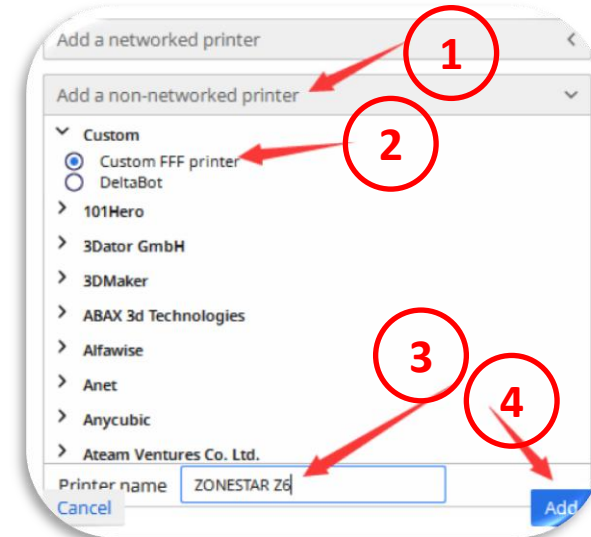 Add a networked printer
1
Add a non-networked printer
Custom
2
Custom FFF printer
DeltaBot
101Hero
3Dator GmbH
3DMaker
ABAX 3d Technologies
Alfawise
3
Anet
4
Anycubic
Ateam Ventures Co. Ltd.
Printer name ZONESTAR Z6
Cancel Add